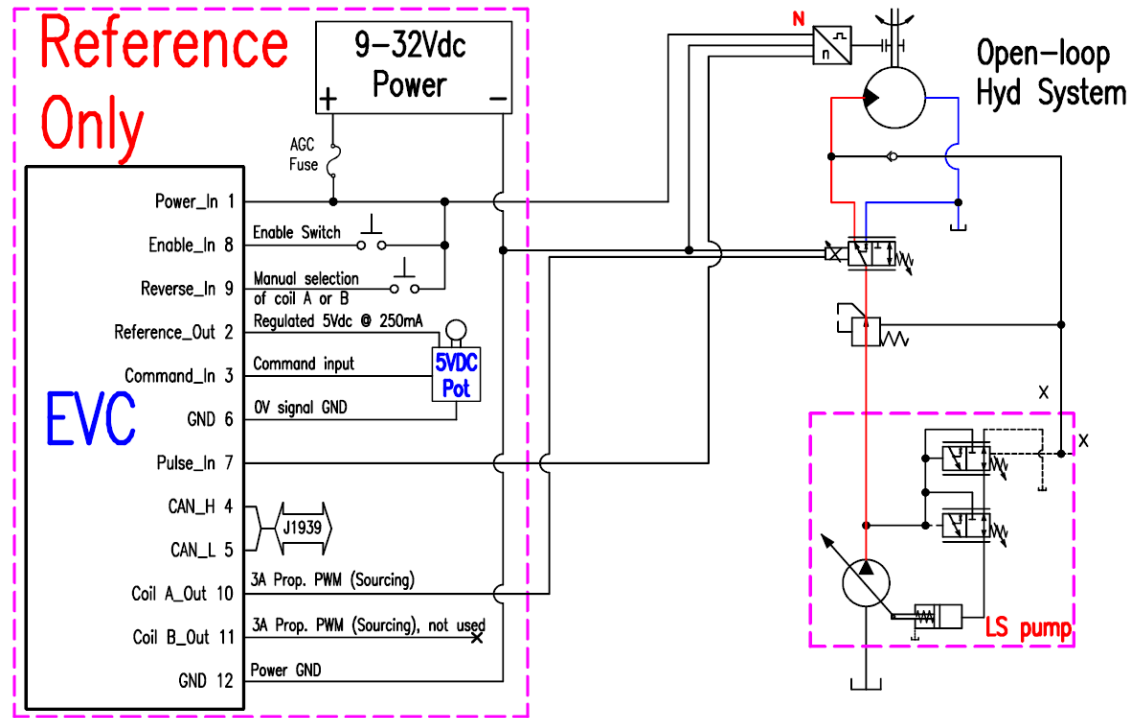 Reference
Only
9-32Vdc
Power
+
-
AGC
Fuse
N
n
Open-loop
Hyd System
Power_In 1
Enable_In 8
Enable Switch
Reverse_In 9
Manual selection
of coil A or B
Reference_Out 2
Regulated 5Vdc @ 250mA
Command_In 3
Command input
5VDC
Pot
GND 6
0V signal GND
EVC
Pulse_In 7
CAN_H 4
J1939
CAN_L 5
Coil A_Out 10
3A Prop. PWM (Sourcing)
Coil B_Out 11
3A Prop. PWM (Sourcing), not used
GND 12
Power GND
X
X
LS pump